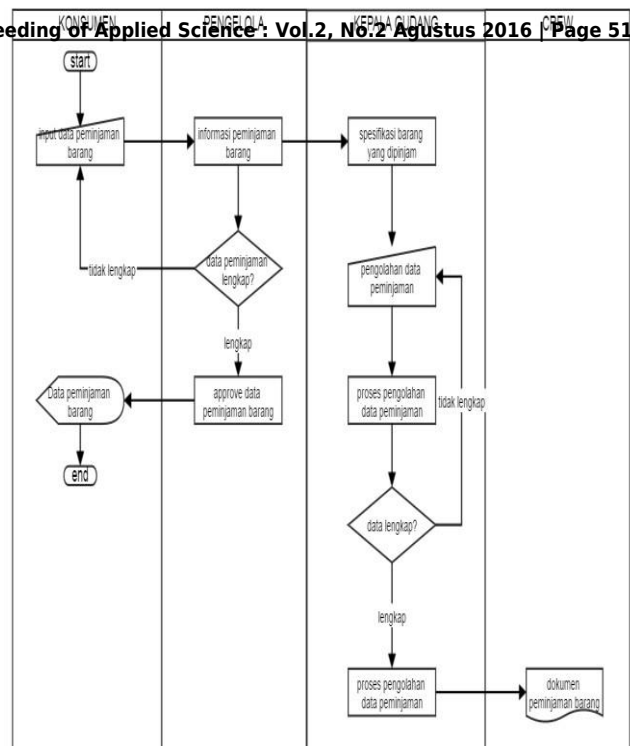 KONSUMEN PENGELOLA KEPALA GUDANG CREW
eeding of Applied Science : Vol.2, No.2 Agustus 2016 | Page 51
start
input data peminjaman
barang
informasi peminjaman
barang
spesifikasi barang
yang dipinjam
data peminjaman
lengkap?
tidak lengkap
pengolahan data
peminjaman
lengkap
Data peminjaman
barang
approve data
peminjaman barang
proses pengolahan
data peminjaman
tidak lengkap
end
data lengkap?
lengkap
proses pengolahan
data peminjaman
dokumen
peminjaman barang